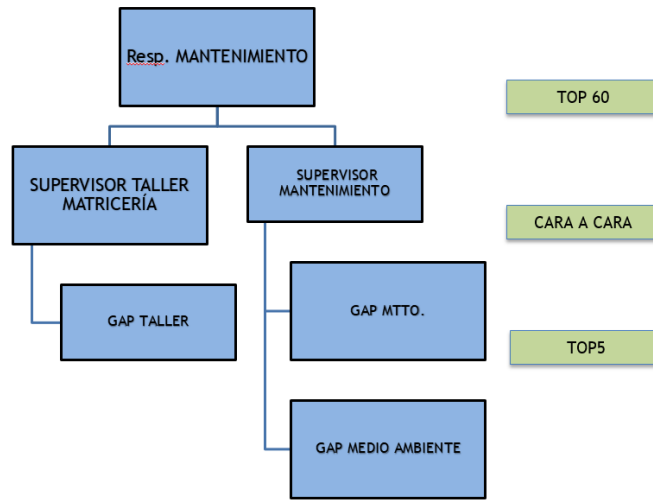 Resp. MANTENIMIENTO
TOP 60
SUPERVISOR TALLER
MATRICERÍA
SUPERVISOR
MANTENIMIENTO
CARA A CARA
GAP TALLER
GAP MTTO.
TOP5
GAP MEDIO AMBIENTE